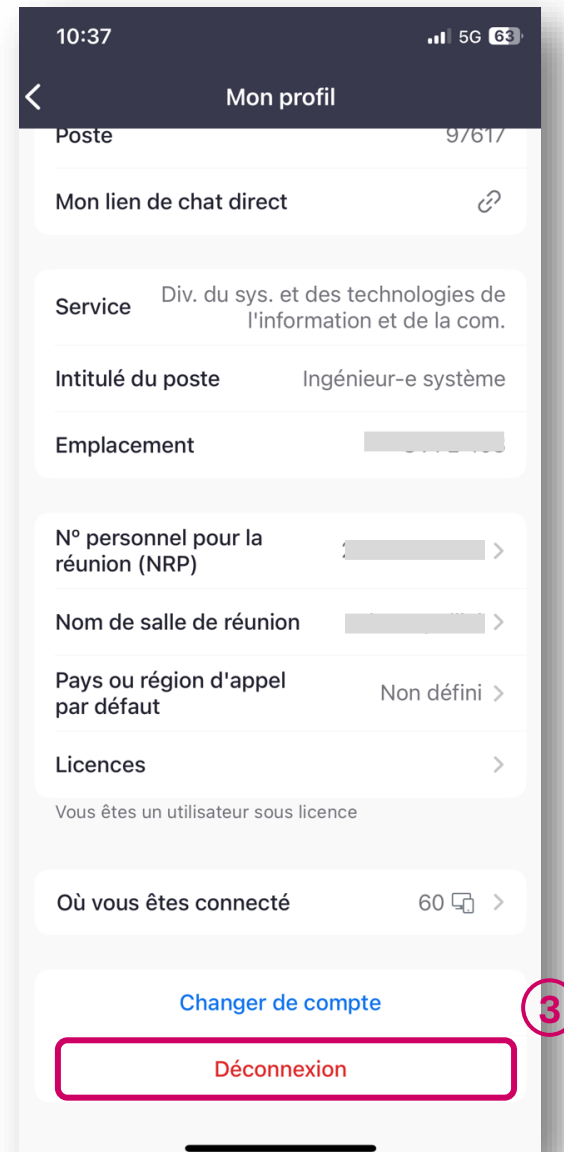 10:37
5G 63
Mon profil
Poste 97617
Mon lien de chat direct
Service
Div. du sys. et des technologies de
l'information et de la com.
Intitulé du poste Ingénieur-e système
Emplacement
Nº personnel pour la
réunion (NRP)
Nom de salle de réunion
Pays ou région d'appel
par défaut
Non défini
Licences
Vous êtes un utilisateur sous licence
Où vous êtes connecté 60
Changer de compte
3
Déconnexion